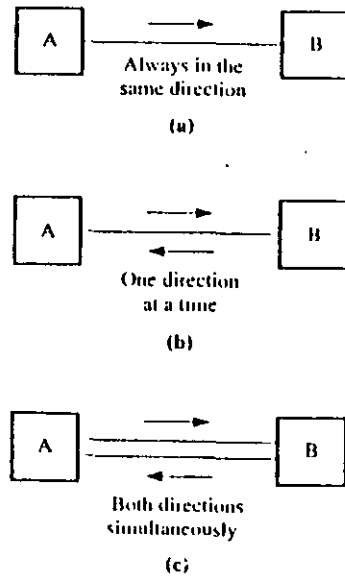 A B
Always in the
same direction
(a)
A B
One direction
at a time
(b)
A B
Both directions
simultaneously
(c)